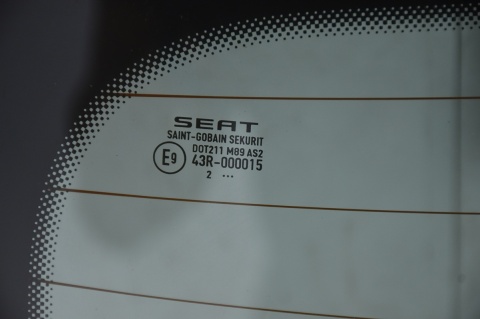 SEAT
SAINT-GOBAIN SEKURIT
DOT211 M89 AS2
E9 43R-000015
2 ...